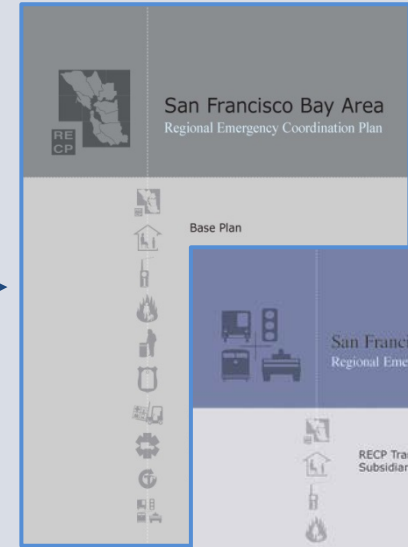 San Francisco Bay Area
Regional Emergency Coordination Plan
RE
CP
Base Plan
San Franci
Regional Eme
RECP Tra
Subsidiar